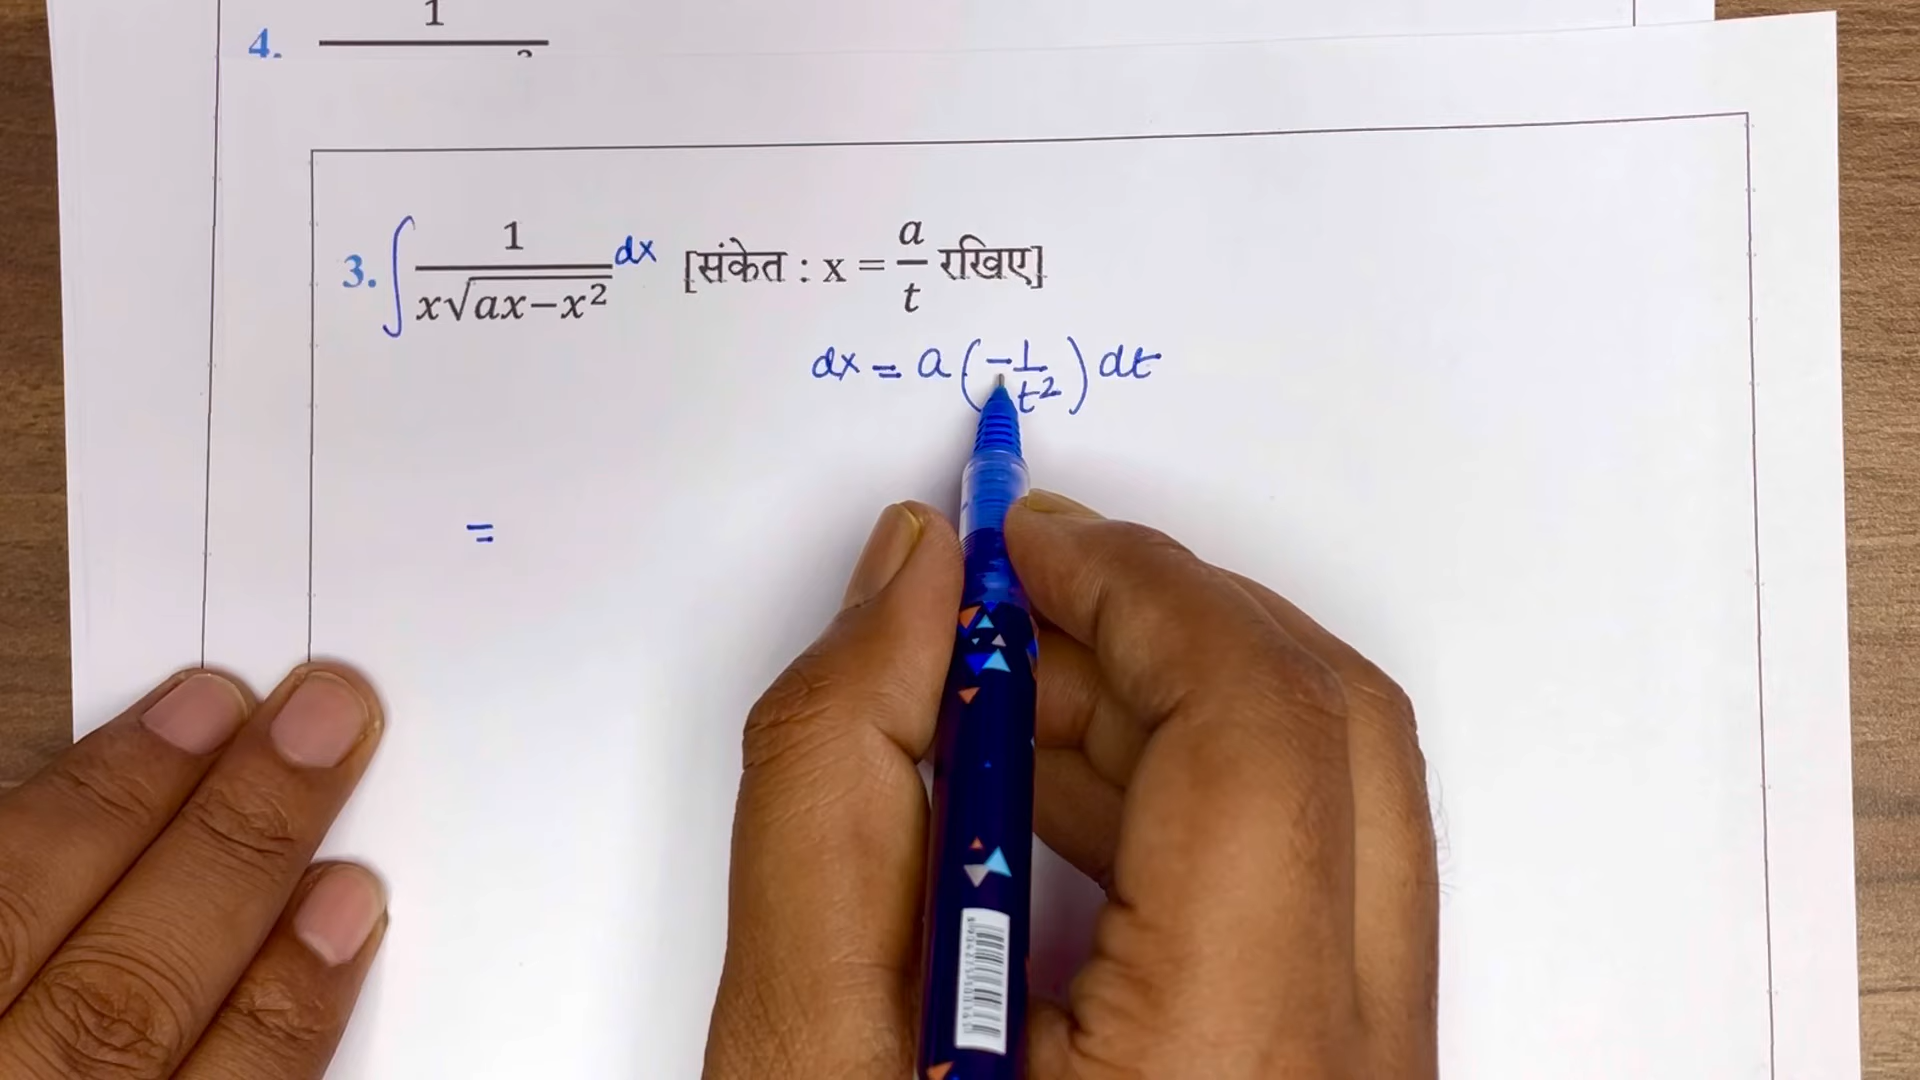 4. 1
3. ∫ 1 / x√ax−x² dx [संकेत : x = a/t रखिए]
dx = a (-1/t²) dt
=